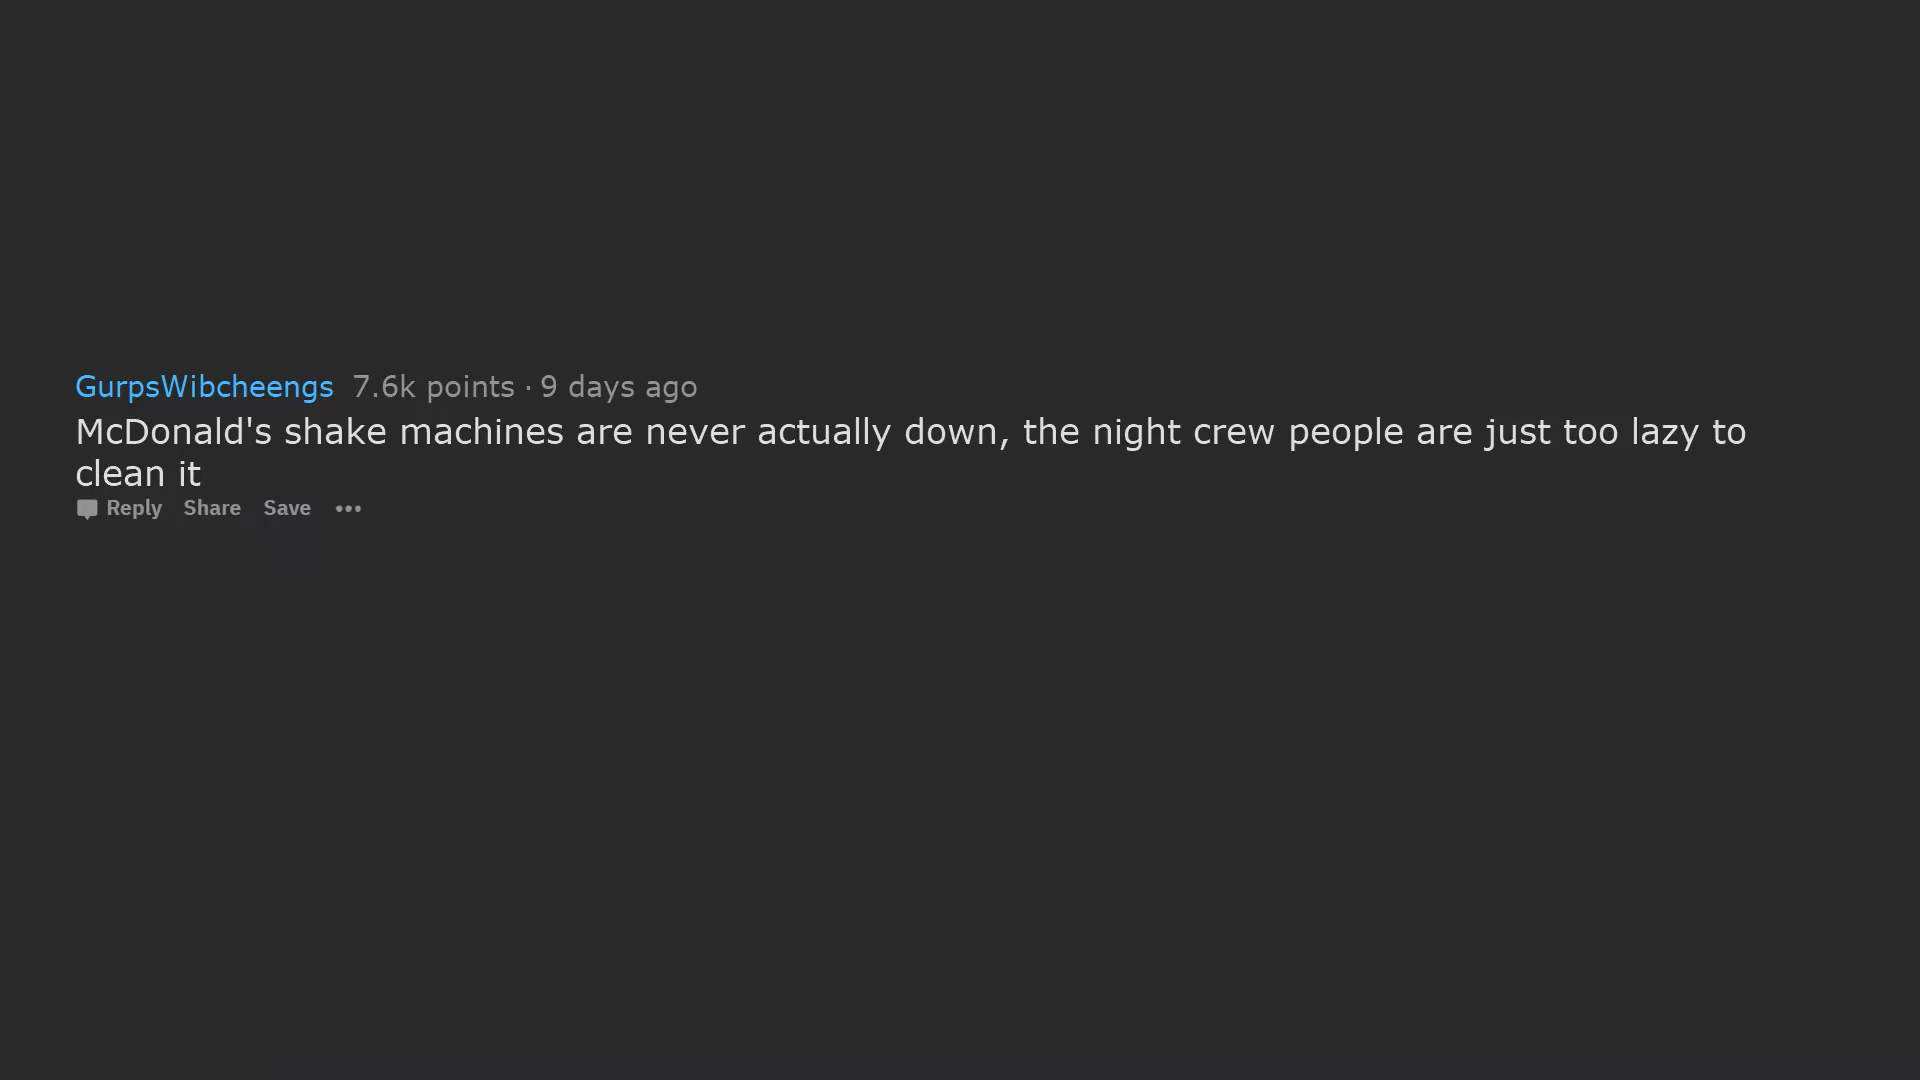 GurpsWibcheengs 7.6k points · 9 days ago
McDonald's shake machines are never actually down, the night crew people are just too lazy to
clean it
Reply Share Save •••